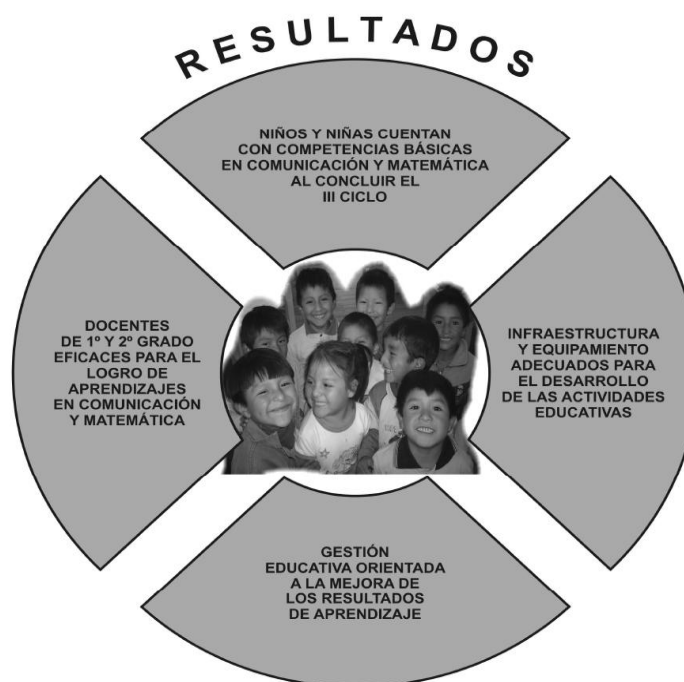 RESULTADOS
NIÑOS Y NIÑAS CUENTAN
CON COMPETENCIAS BÁSICAS
EN COMUNICACIÓN Y MATEMÁTICA
AL CONCLUIR EL
III CICLO
DOCENTES
DE 1º Y 2º GRADO
EFICACES PARA EL
LOGRO DE
APRENDIZAJES
EN COMUNICACIÓN
Y MATEMÁTICA
INFRAESTRUCTURA
Y EQUIPAMIENTO
ADECUADOS PARA
EL DESARROLLO
DE LAS ACTIVIDADES
EDUCATIVAS
GESTIÓN
EDUCATIVA ORIENTADA
A LA MEJORA DE
LOS RESULTADOS
DE APRENDIZAJE